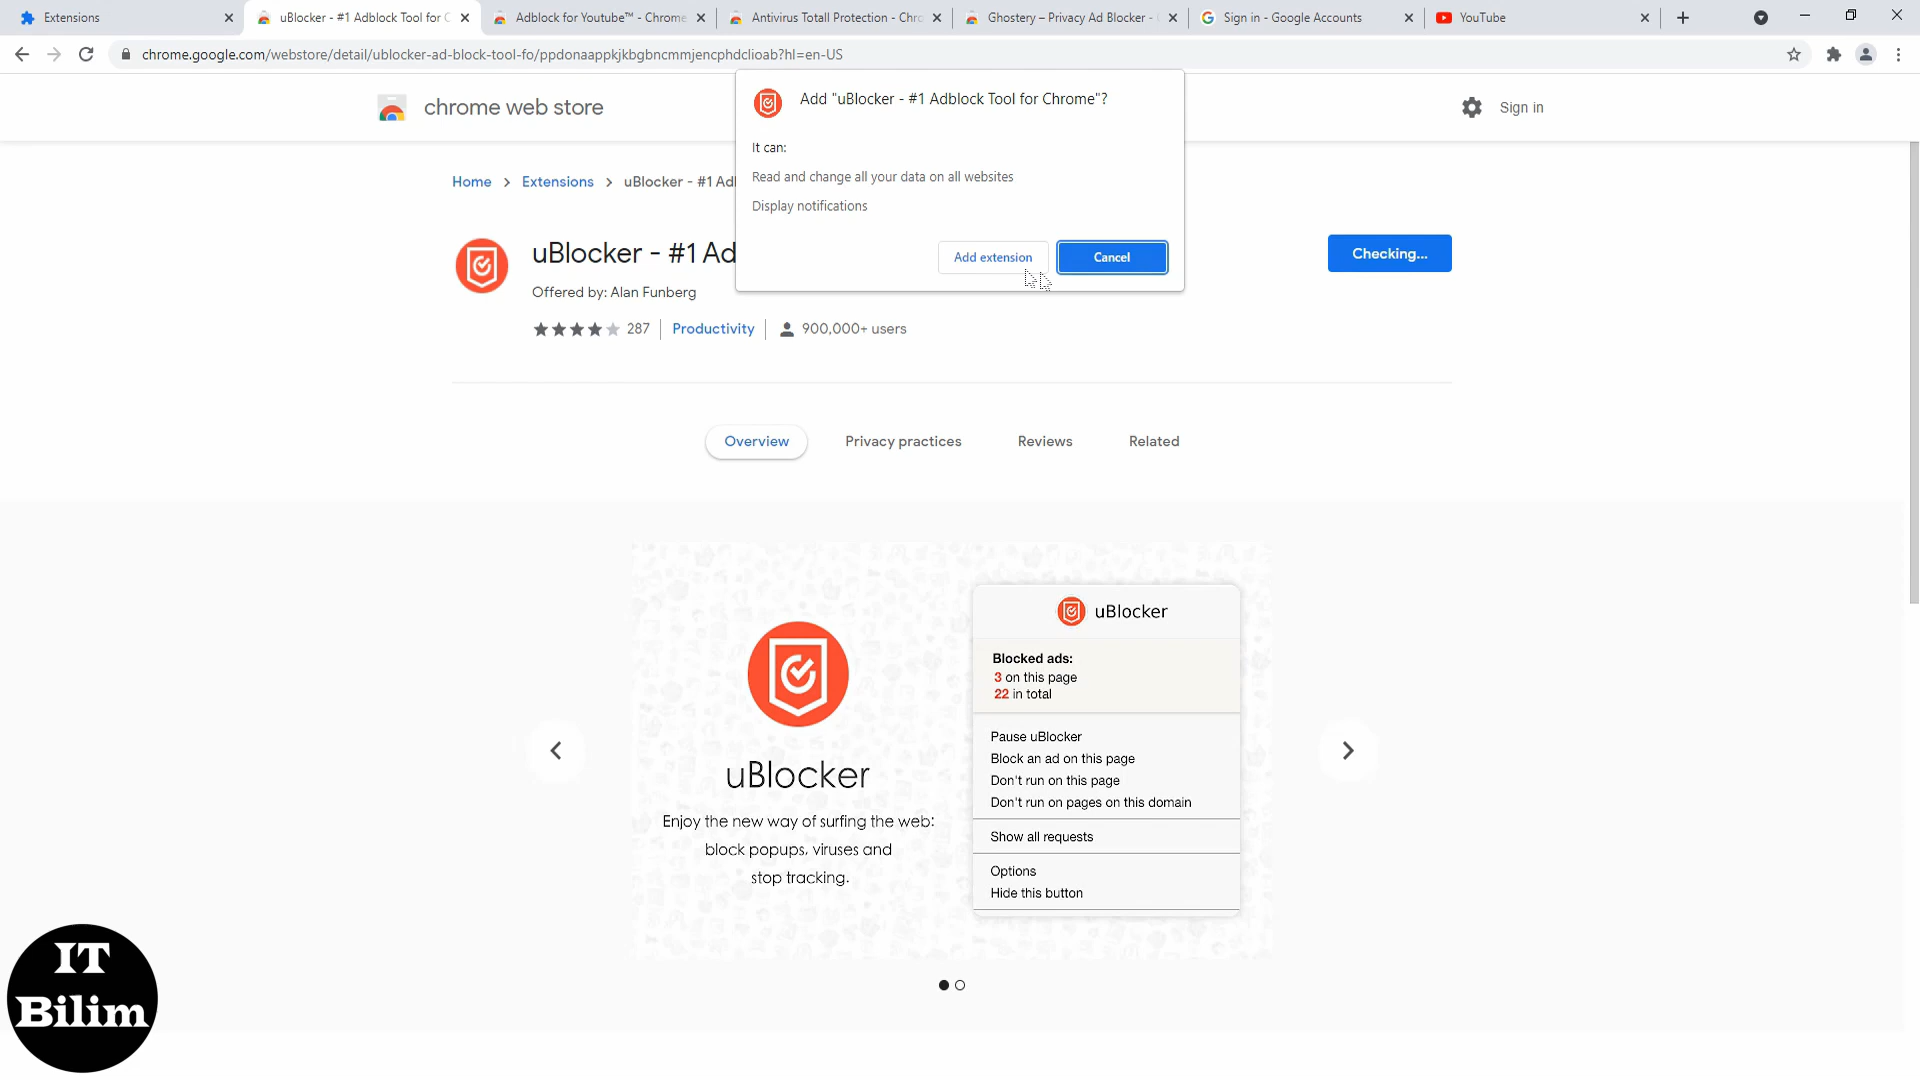 Extensions
uBlocker - #1 Adblock Tool for C
Adblock for Youtube™ - Chrome
Antivirus Totall Protection - Chro
Ghostery – Privacy Ad Blocker -
Sign in - Google Accounts
YouTube
chrome.google.com/webstore/detail/ublocker-ad-block-tool-fo/ppdonaappkjkbgbncmmjencphdclioab?hl=en-US
chrome web store
Sign in
Add "uBlocker - #1 Adblock Tool for Chrome"?
It can:
Read and change all your data on all websites
Display notifications
Add extension
Cancel
Home > Extensions > uBlocker - #1 Ad
uBlocker - #1 Ad
Checking...
Offered by: Alan Funberg
287
Productivity
900,000+ users
Overview
Privacy practices
Reviews
Related
uBlocker
Enjoy the new way of surfing the web:
block popups, viruses and
stop tracking.
uBlocker
Blocked ads:
3 on this page
22 in total
Pause uBlocker
Block an ad on this page
Don't run on this page
Don't run on pages on this domain
Show all requests
Options
Hide this button
IT
Bilim